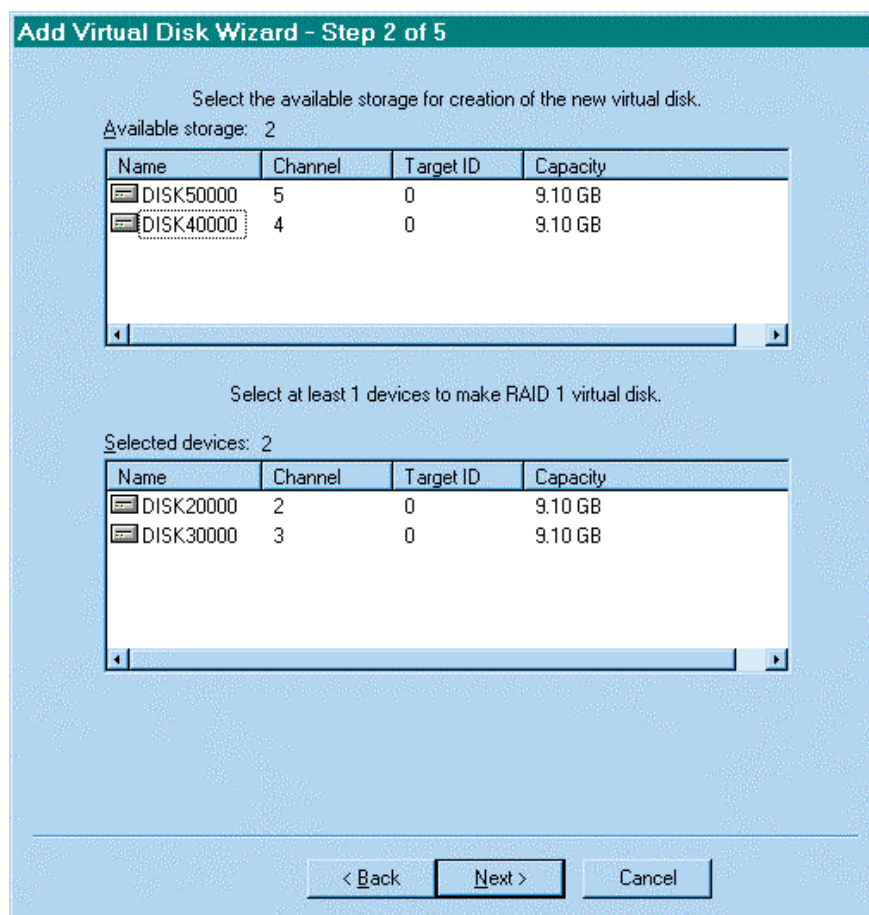 Add Virtual Disk Wizard - Step 2 of 5
Select the available storage for creation of the new virtual disk.
Available storage: 2
Name Channel Target ID Capacity
DISK50000 5 0 9.10 GB
DISK40000 4 0 9.10 GB
Select at least 1 devices to make RAID 1 virtual disk.
Selected devices: 2
Name Channel Target ID Capacity
DISK20000 2 0 9.10 GB
DISK30000 3 0 9.10 GB
< Back Next > Cancel